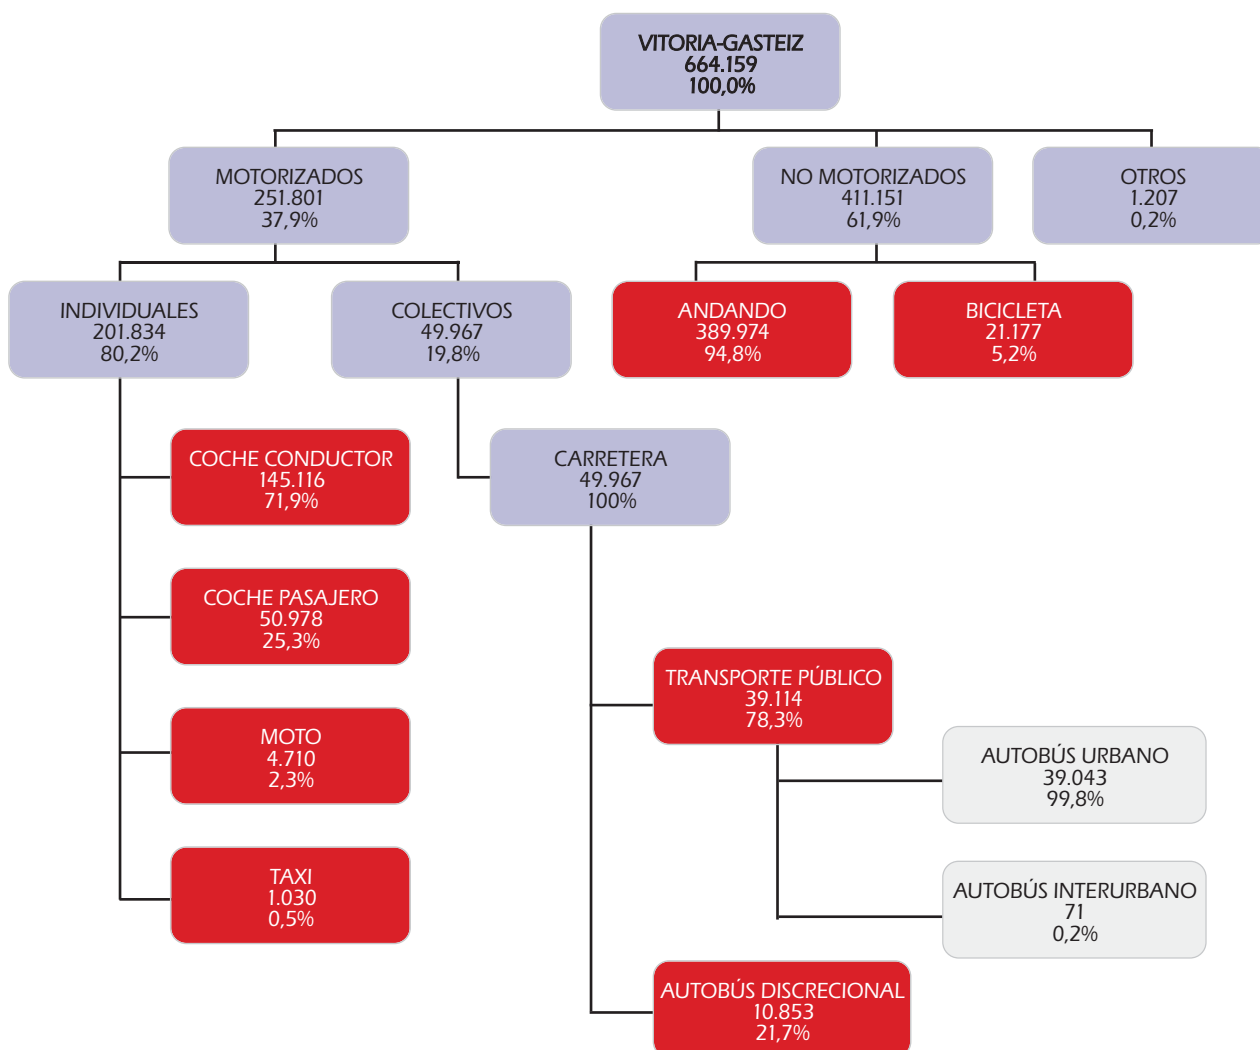 VITORIA-GASTEIZ
664.159
100,0%
MOTORIZADOS
251.801
37,9%
NO MOTORIZADOS
411.151
61,9%
OTROS
1.207
0,2%
INDIVIDUALES
201.834
80,2%
COLECTIVOS
49.967
19,8%
ANDANDO
389.974
94,8%
BICICLETA
21.177
5,2%
COCHE CONDUCTOR
145.116
71,9%
CARRETERA
49.967
100%
COCHE PASAJERO
50.978
25,3%
TRANSPORTE PÚBLICO
39.114
78,3%
MOTO
4.710
2,3%
AUTOBÚS URBANO
39.043
99,8%
TAXI
1.030
0,5%
AUTOBÚS INTERURBANO
71
0,2%
AUTOBÚS DISCRECIONAL
10.853
21,7%